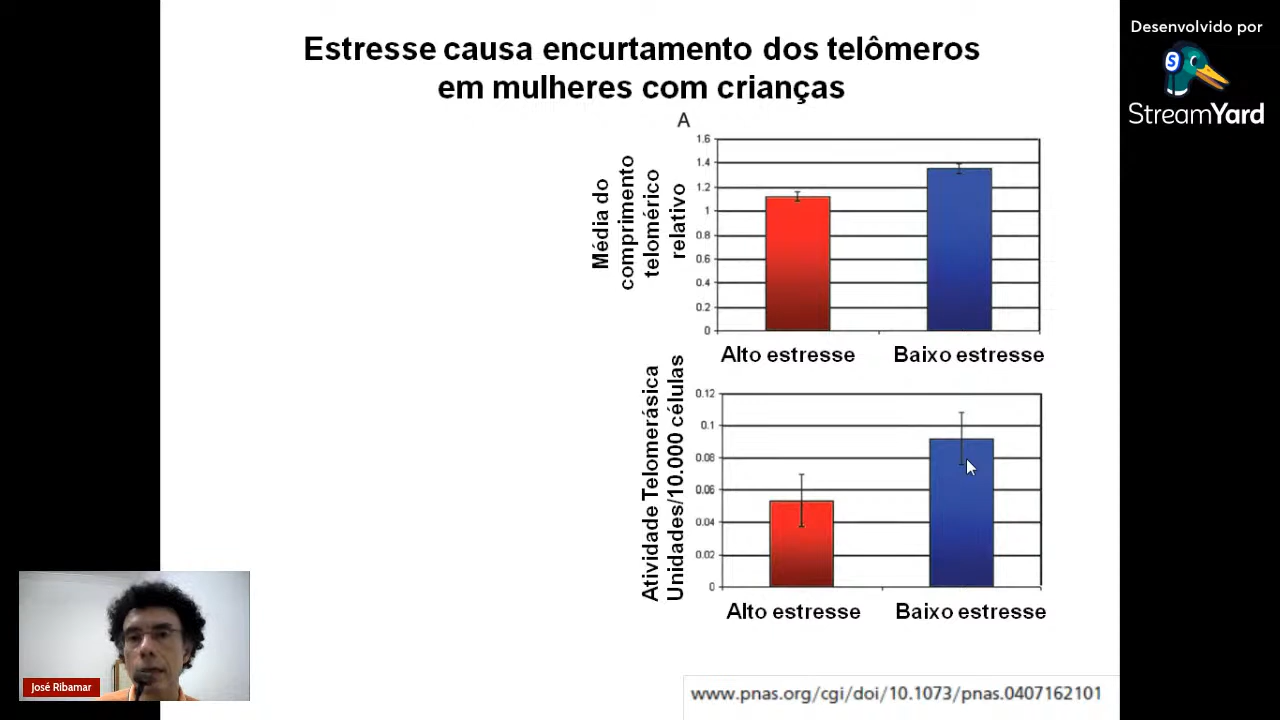 Estresse causa encurtamento dos telômeros
em mulheres com crianças
Desenvolvido por
StreamYard
A
Média do
comprimento
telomérico
relativo
1.6
1.4
1.2
1
0.8
0.6
0.4
0.2
0
Alto estresse
Baixo estresse
Atividade Telomerásica
Unidades/10.000 células
0.12
0.1
0.08
0.06
0.04
0.02
0
Alto estresse
Baixo estresse
José Ribamar
www.pnas.org/cgi/doi/10.1073/pnas.0407162101